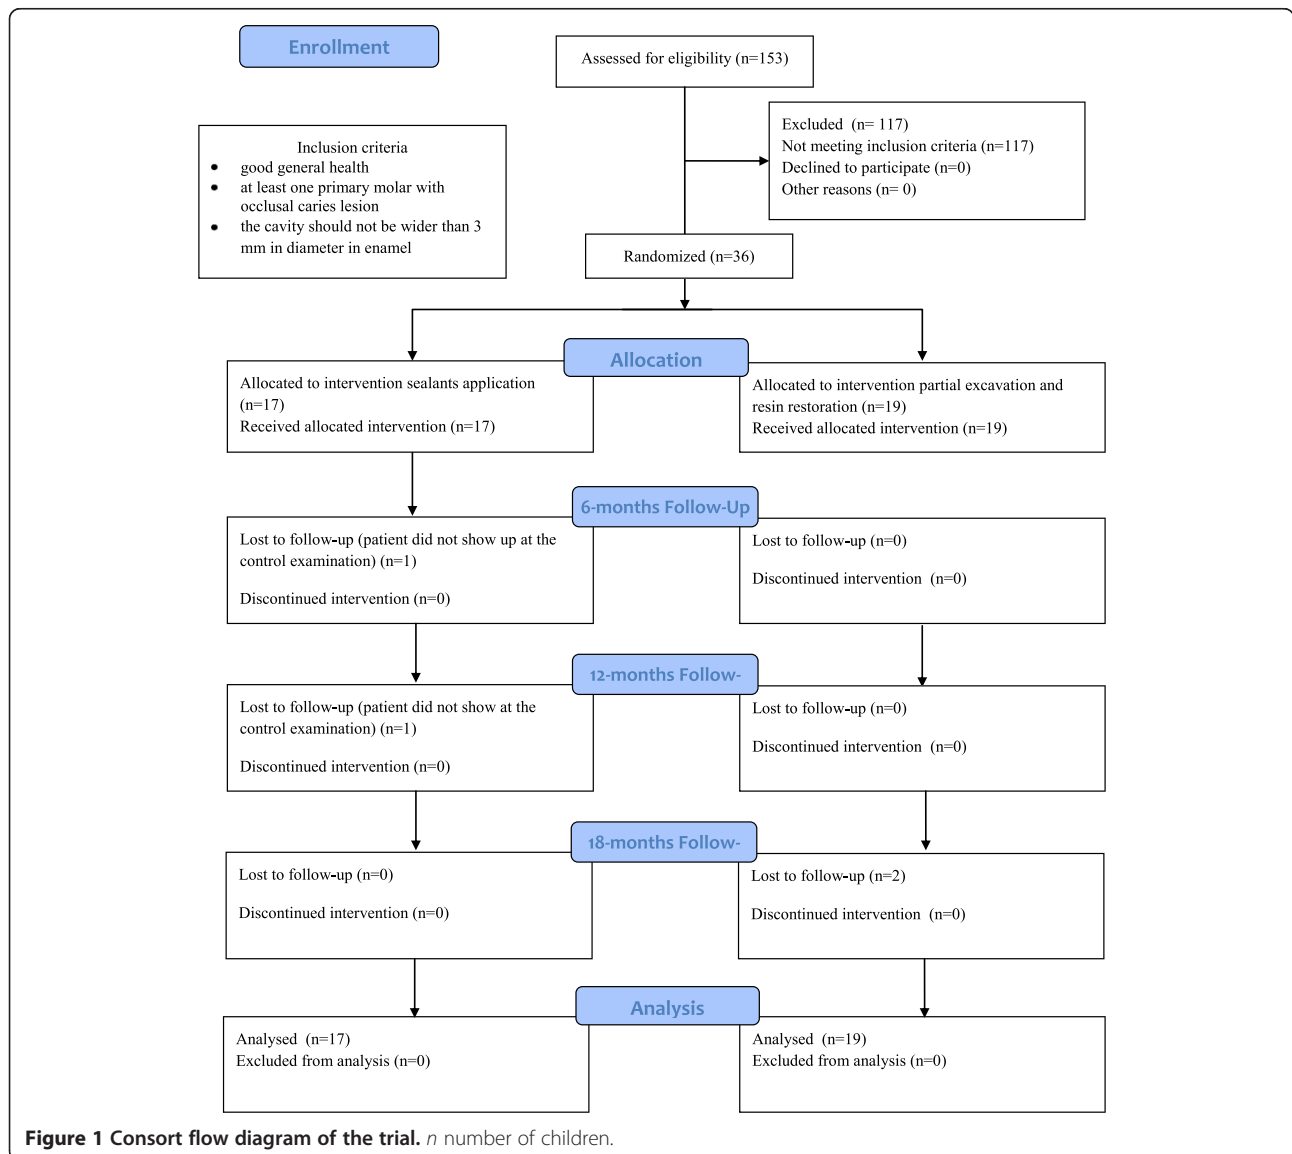 Enrollment
Assessed for eligibility (n=153)
Excluded (n= 117)
Not meeting inclusion criteria (n=117)
Declined to participate (n=0)
Other reasons (n= 0)
Inclusion criteria
• good general health
• at least one primary molar with
occlusal caries lesion
• the cavity should not be wider than 3
mm in diameter in enamel
Randomized (n=36)
Allocation
Allocated to intervention sealants application
(n=17)
Received allocated intervention (n=17)
Allocated to intervention partial excavation and
resin restoration (n=19)
Received allocated intervention (n=19)
6-months Follow-Up
Lost to follow-up (patient did not show up at the
control examination) (n=1)
Discontinued intervention (n=0)
Lost to follow-up (n=0)
Discontinued intervention (n=0)
12-months Follow-
Lost to follow-up (patient did not show at the
control examination) (n=1)
Discontinued intervention (n=0)
Lost to follow-up (n=0)
Discontinued intervention (n=0)
18-months Follow-
Lost to follow-up (n=0)
Discontinued intervention (n=0)
Lost to follow-up (n=2)
Discontinued intervention (n=0)
Analysis
Analysed (n=17)
Excluded from analysis (n=0)
Analysed (n=19)
Excluded from analysis (n=0)
Figure 1 Consort flow diagram of the trial. n number of children.